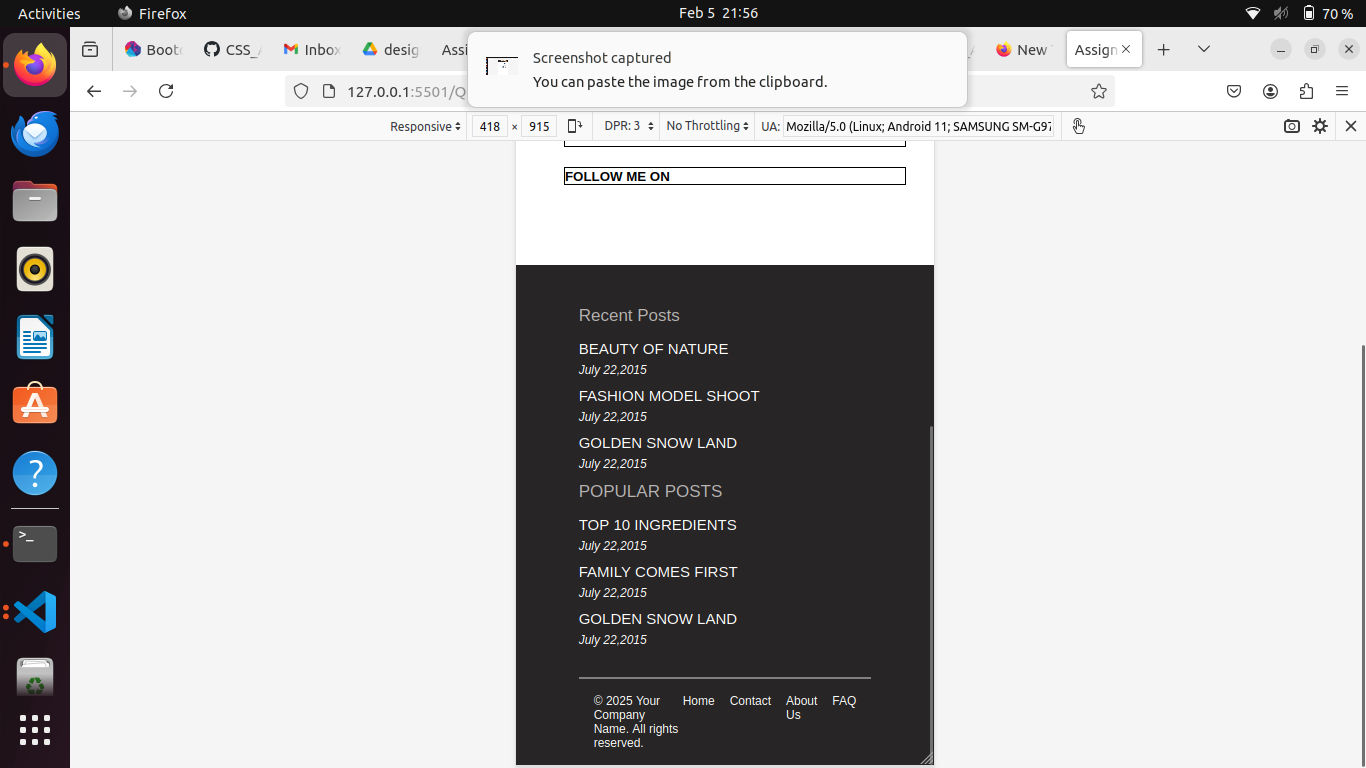 Activities
Firefox
Feb 5 21:56
70 %
Boot
CSS_
Inbo
desig
Assi
New
Assign
Screenshot captured
You can paste the image from the clipboard.
127.0.0.1:5501/Q
Responsive
418 × 915
DPR: 3
No Throttling
UA: Mozilla/5.0 (Linux; Android 11; SAMSUNG SM-G97
FOLLOW ME ON
Recent Posts
BEAUTY OF NATURE
July 22,2015
FASHION MODEL SHOOT
July 22,2015
GOLDEN SNOW LAND
July 22,2015
POPULAR POSTS
TOP 10 INGREDIENTS
July 22,2015
FAMILY COMES FIRST
July 22,2015
GOLDEN SNOW LAND
July 22,2015
© 2025 Your
Company
Name. All rights
reserved.
Home
Contact
About
Us
FAQ